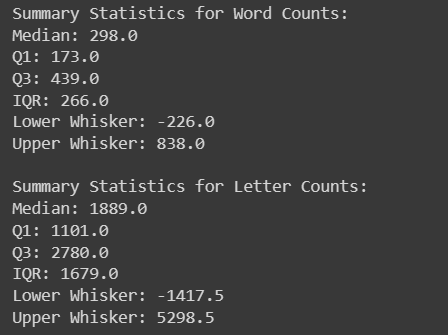 Summary Statistics for Word Counts:
Median: 298.0
Q1: 173.0
Q3: 439.0
IQR: 266.0
Lower Whisker: -226.0
Upper Whisker: 838.0
Summary Statistics for Letter Counts:
Median: 1889.0
Q1: 1101.0
Q3: 2780.0
IQR: 1679.0
Lower Whisker: -1417.5
Upper Whisker: 5298.5